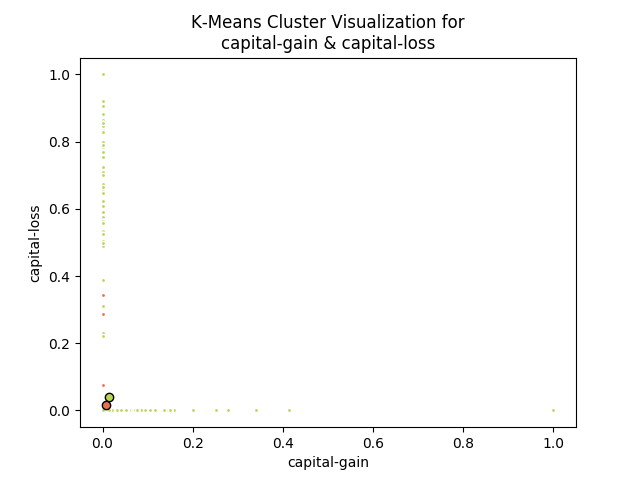 K-Means Cluster Visualization for
capital-gain & capital-loss
1.0
0.8
0.6
0.4
0.2
0.0
capital-loss
0.0 0.2 0.4 0.6 0.8 1.0
capital-gain